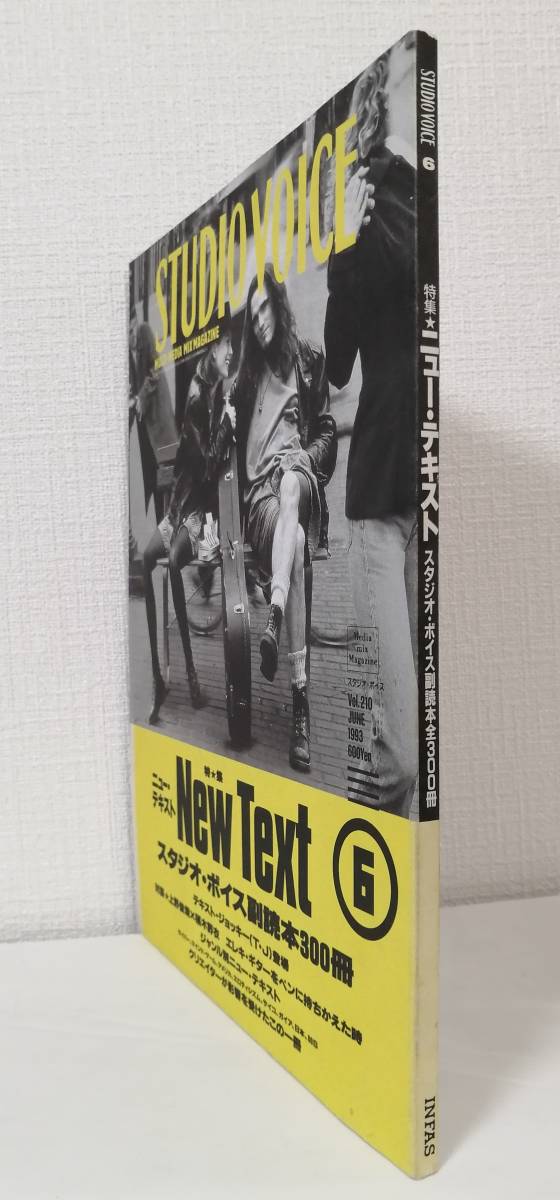 STUDIO VOICE
MEDIA MIX MAGAZINE
Media
mix
Magazine
スタジオ・ボイス
Vol.210
JUNE
1993
600Yen
特★集
ニュー・
テキスト
New Text
6
スタジオ・ボイス副読本300冊
テキスト・ジョッキー(T・J)登場
エレキ・ギターをペンに持ちかえた時
ジャンル別ニュー・テキスト
クリエイターが影響を受けたこの一冊
STUDIO VOICE 6
特集★ニュー・テキスト スタジオ・ボイス副読本全300冊
INFAS